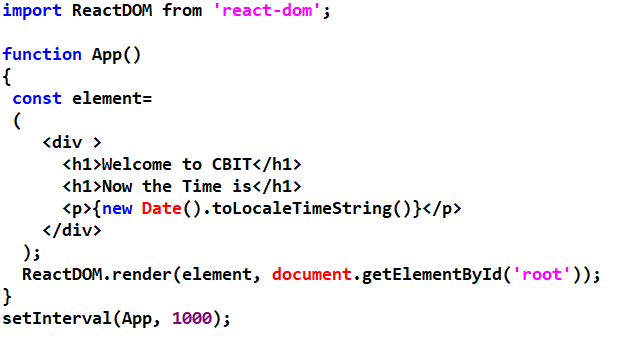 import ReactDOM from 'react-dom';
function App()
{
const element=
(
<div >
<h1>Welcome to CBIT</h1>
<h1>Now the Time is</h1>
<p>{new Date().toLocaleTimeString()}</p>
</div>
);
ReactDOM.render(element, document.getElementById('root'));
}
setInterval(App, 1000);